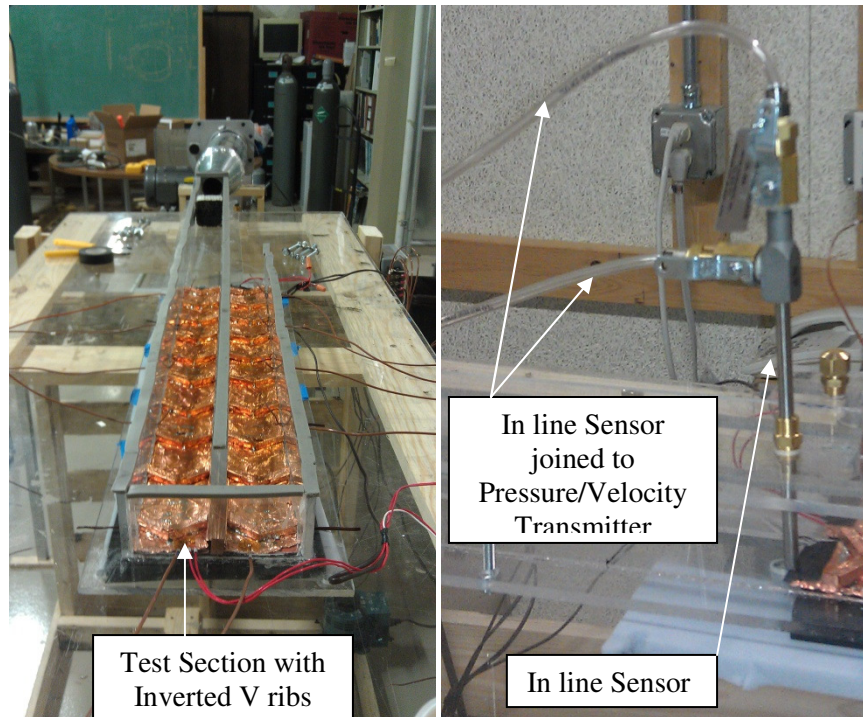 Test Section with
Inverted V ribs
In line Sensor
joined to
Pressure/Velocity
Transmitter
In line Sensor